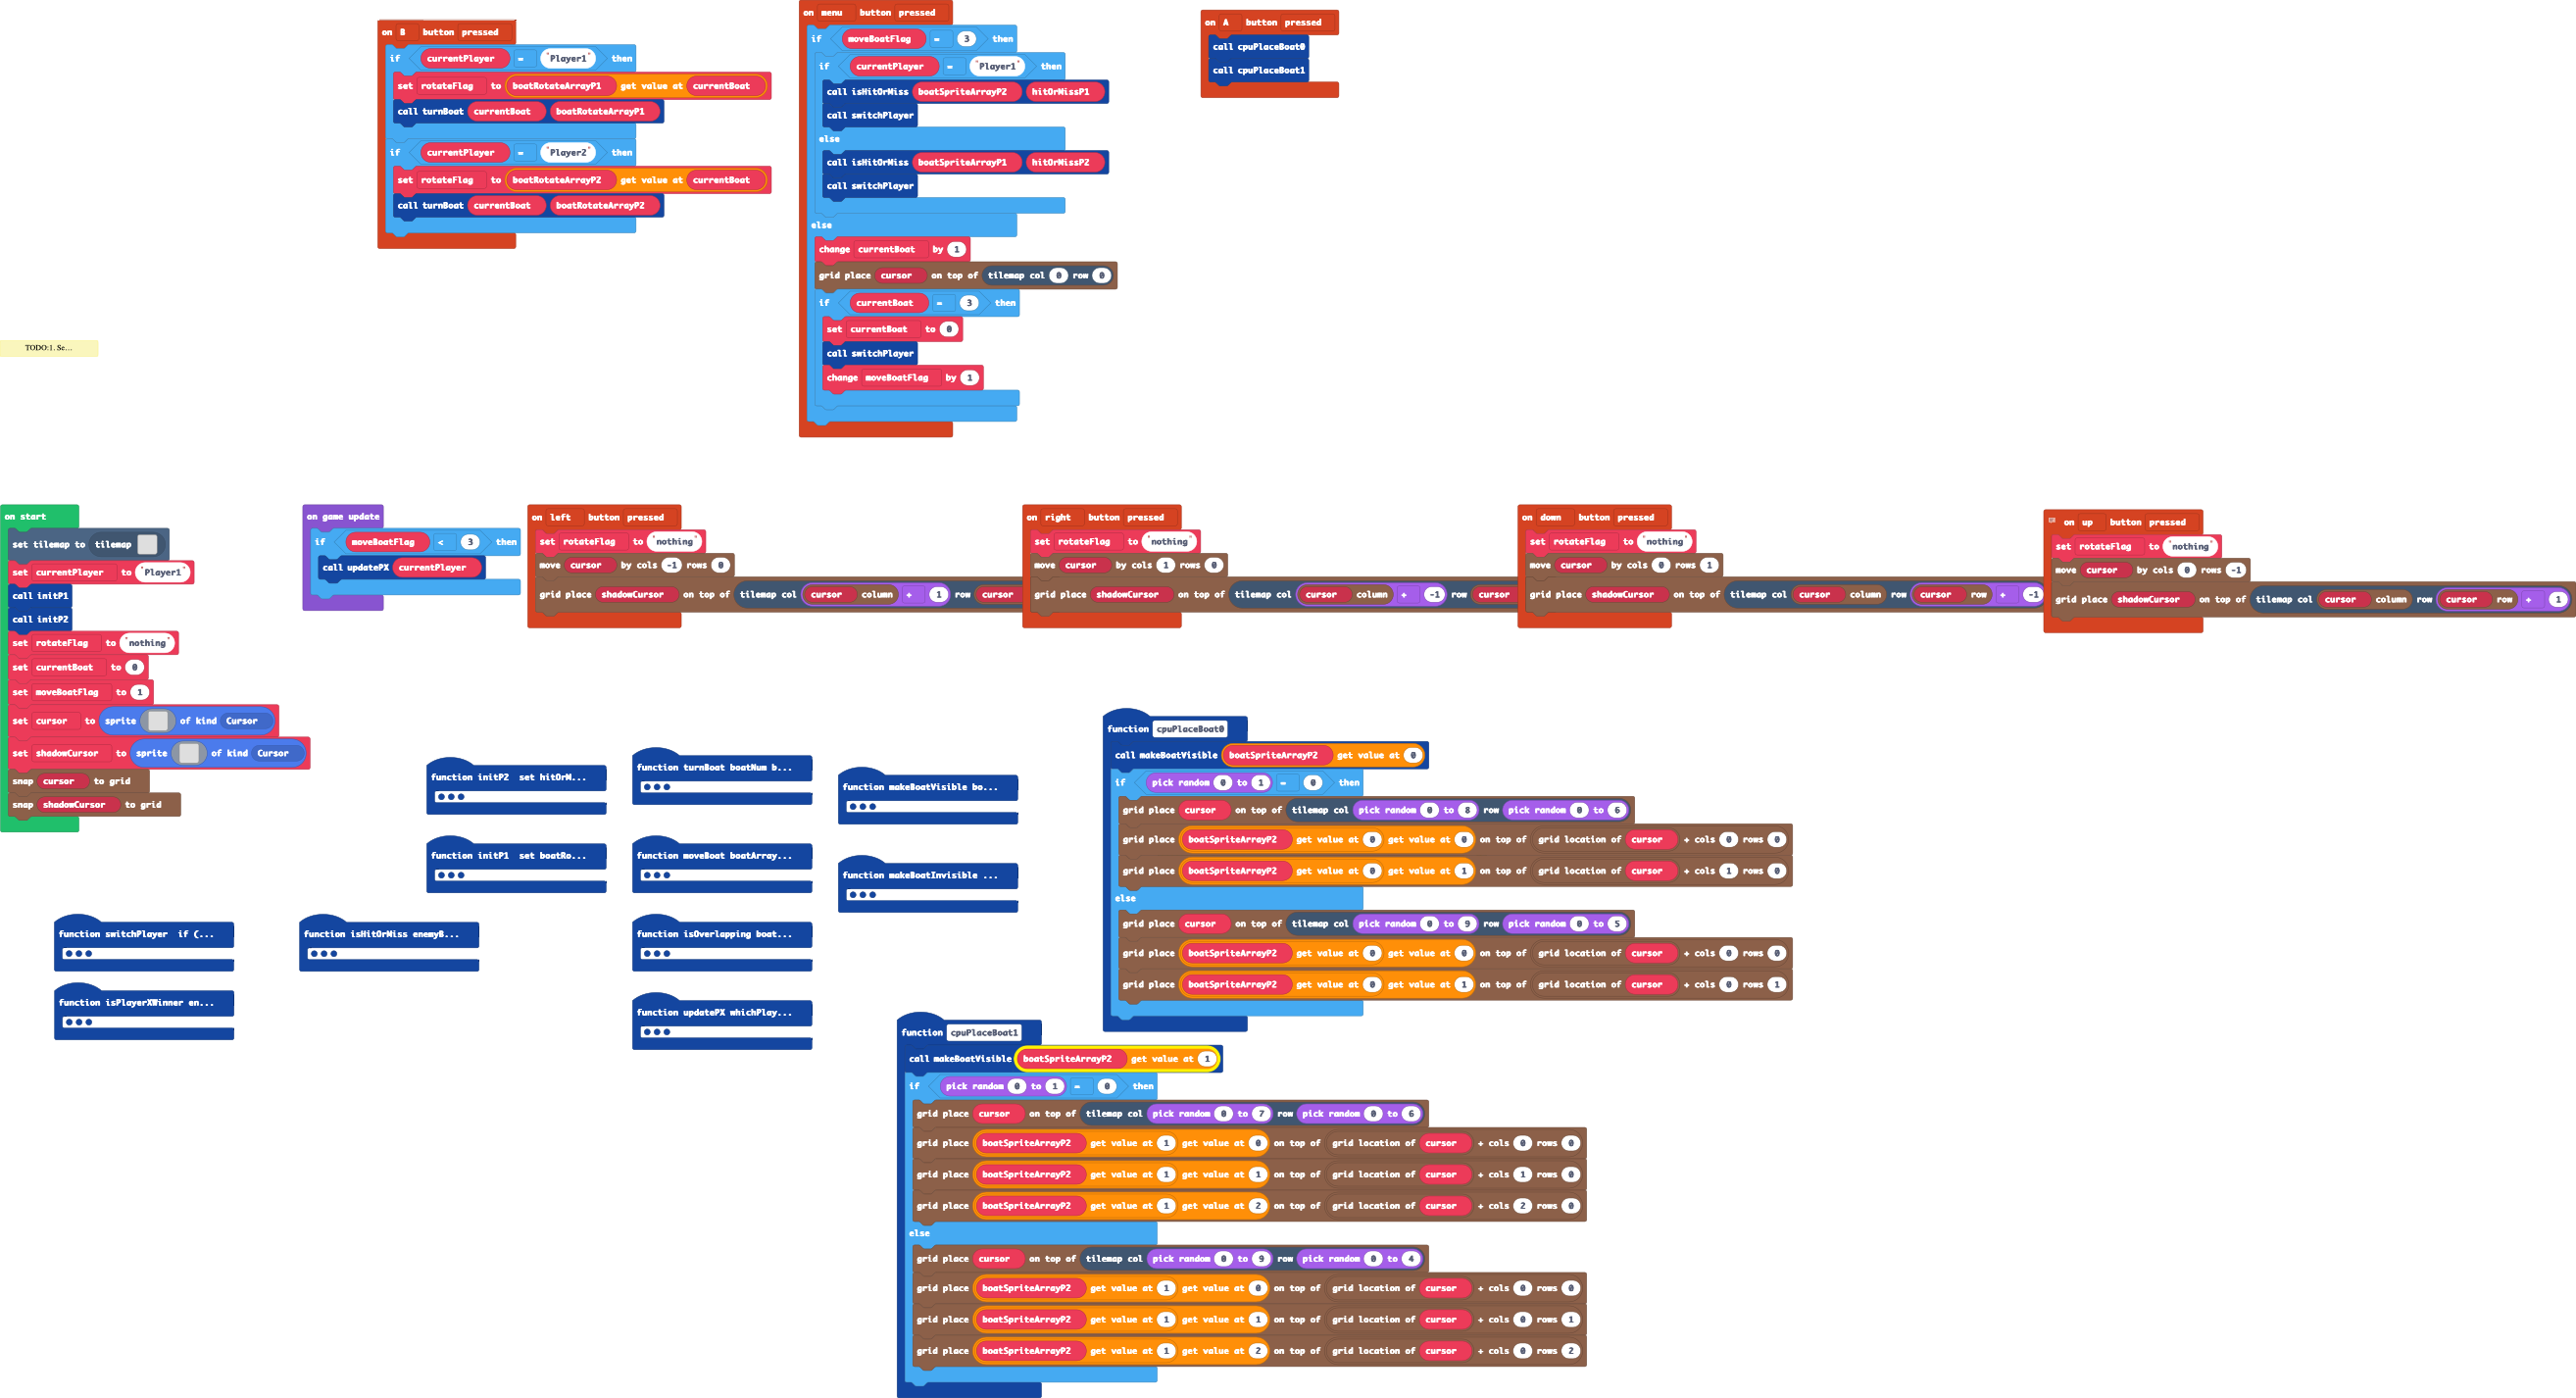 on B button pressed
if currentPlayer = "Player1" then
set rotateFlag to boatRotateArrayP1 get value at currentBoat
call turnBoat currentBoat boatRotateArrayP1
if currentPlayer = "Player2" then
set rotateFlag to boatRotateArrayP2 get value at currentBoat
call turnBoat currentBoat boatRotateArrayP2
on menu button pressed
if moveBoatFlag = 3 then
if currentPlayer = "Player1" then
call isHitOrMiss boatSpriteArrayP2 hitOrMissP1
call switchPlayer
else
call isHitOrMiss boatSpriteArrayP1 hitOrMissP2
call switchPlayer
else
change currentBoat by 1
grid place cursor on top of tilemap col 0 row 0
if currentBoat = 3 then
set currentBoat to 0
call switchPlayer
change moveBoatFlag by 1
on A button pressed
call cpuPlaceBoat0
call cpuPlaceBoat1
TODO:1. Se...
on start
set tilemap to tilemap
set currentPlayer to "Player1"
call initP1
call initP2
set rotateFlag to "nothing"
set currentBoat to 0
set moveBoatFlag to 1
set cursor to sprite of kind Cursor
set shadowCursor to sprite of kind Cursor
snap cursor to grid
snap shadowCursor to grid
on game update
if moveBoatFlag < 3 then
call updatePX currentPlayer
on left button pressed
set rotateFlag to "nothing"
move cursor by cols -1 rows 0
grid place shadowCursor on top of tilemap col cursor column + 1 row cursor
on right button pressed
set rotateFlag to "nothing"
move cursor by cols 1 rows 0
grid place shadowCursor on top of tilemap col cursor column + -1 row cursor
on down button pressed
set rotateFlag to "nothing"
move cursor by cols 0 rows 1
grid place shadowCursor on top of tilemap col cursor column row cursor row + -1
on up button pressed
set rotateFlag to "nothing"
move cursor by cols 0 rows -1
grid place shadowCursor on top of tilemap col cursor column row cursor row + 1
function initP2 set hitOrM...
function turnBoat boatNum b...
function makeBoatVisible bo...
function initP1 set boatRo...
function moveBoat boatArray...
function makeBoatInvisible ...
function switchPlayer if (...
function isHitOrMiss enemyB...
function isOverlapping boat...
function isPlayerXWinner en...
function updatePX whichPlay...
function cpuPlaceBoat0
call makeBoatVisible boatSpriteArrayP2 get value at 0
if pick random 0 to 1 = 0 then
grid place cursor on top of tilemap col pick random 0 to 8 row pick random 0 to 6
grid place boatSpriteArrayP2 get value at 0 get value at 0 on top of grid location of cursor + cols 0 rows 0
grid place boatSpriteArrayP2 get value at 0 get value at 1 on top of grid location of cursor + cols 1 rows 0
else
grid place cursor on top of tilemap col pick random 0 to 9 row pick random 0 to 5
grid place boatSpriteArrayP2 get value at 0 get value at 0 on top of grid location of cursor + cols 0 rows 0
grid place boatSpriteArrayP2 get value at 0 get value at 1 on top of grid location of cursor + cols 0 rows 1
function cpuPlaceBoat1
call makeBoatVisible boatSpriteArrayP2 get value at 1
if pick random 0 to 1 = 0 then
grid place cursor on top of tilemap col pick random 0 to 7 row pick random 0 to 6
grid place boatSpriteArrayP2 get value at 1 get value at 0 on top of grid location of cursor + cols 0 rows 0
grid place boatSpriteArrayP2 get value at 1 get value at 1 on top of grid location of cursor + cols 1 rows 0
grid place boatSpriteArrayP2 get value at 1 get value at 2 on top of grid location of cursor + cols 2 rows 0
else
grid place cursor on top of tilemap col pick random 0 to 9 row pick random 0 to 4
grid place boatSpriteArrayP2 get value at 1 get value at 0 on top of grid location of cursor + cols 0 rows 0
grid place boatSpriteArrayP2 get value at 1 get value at 1 on top of grid location of cursor + cols 0 rows 1
grid place boatSpriteArrayP2 get value at 1 get value at 2 on top of grid location of cursor + cols 0 rows 2